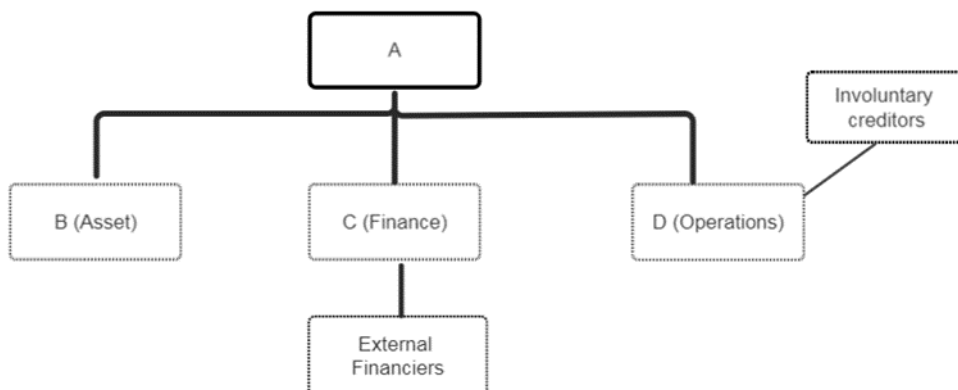 A
Involuntary
creditors
B (Asset)
C (Finance)
D (Operations)
External
Financiers